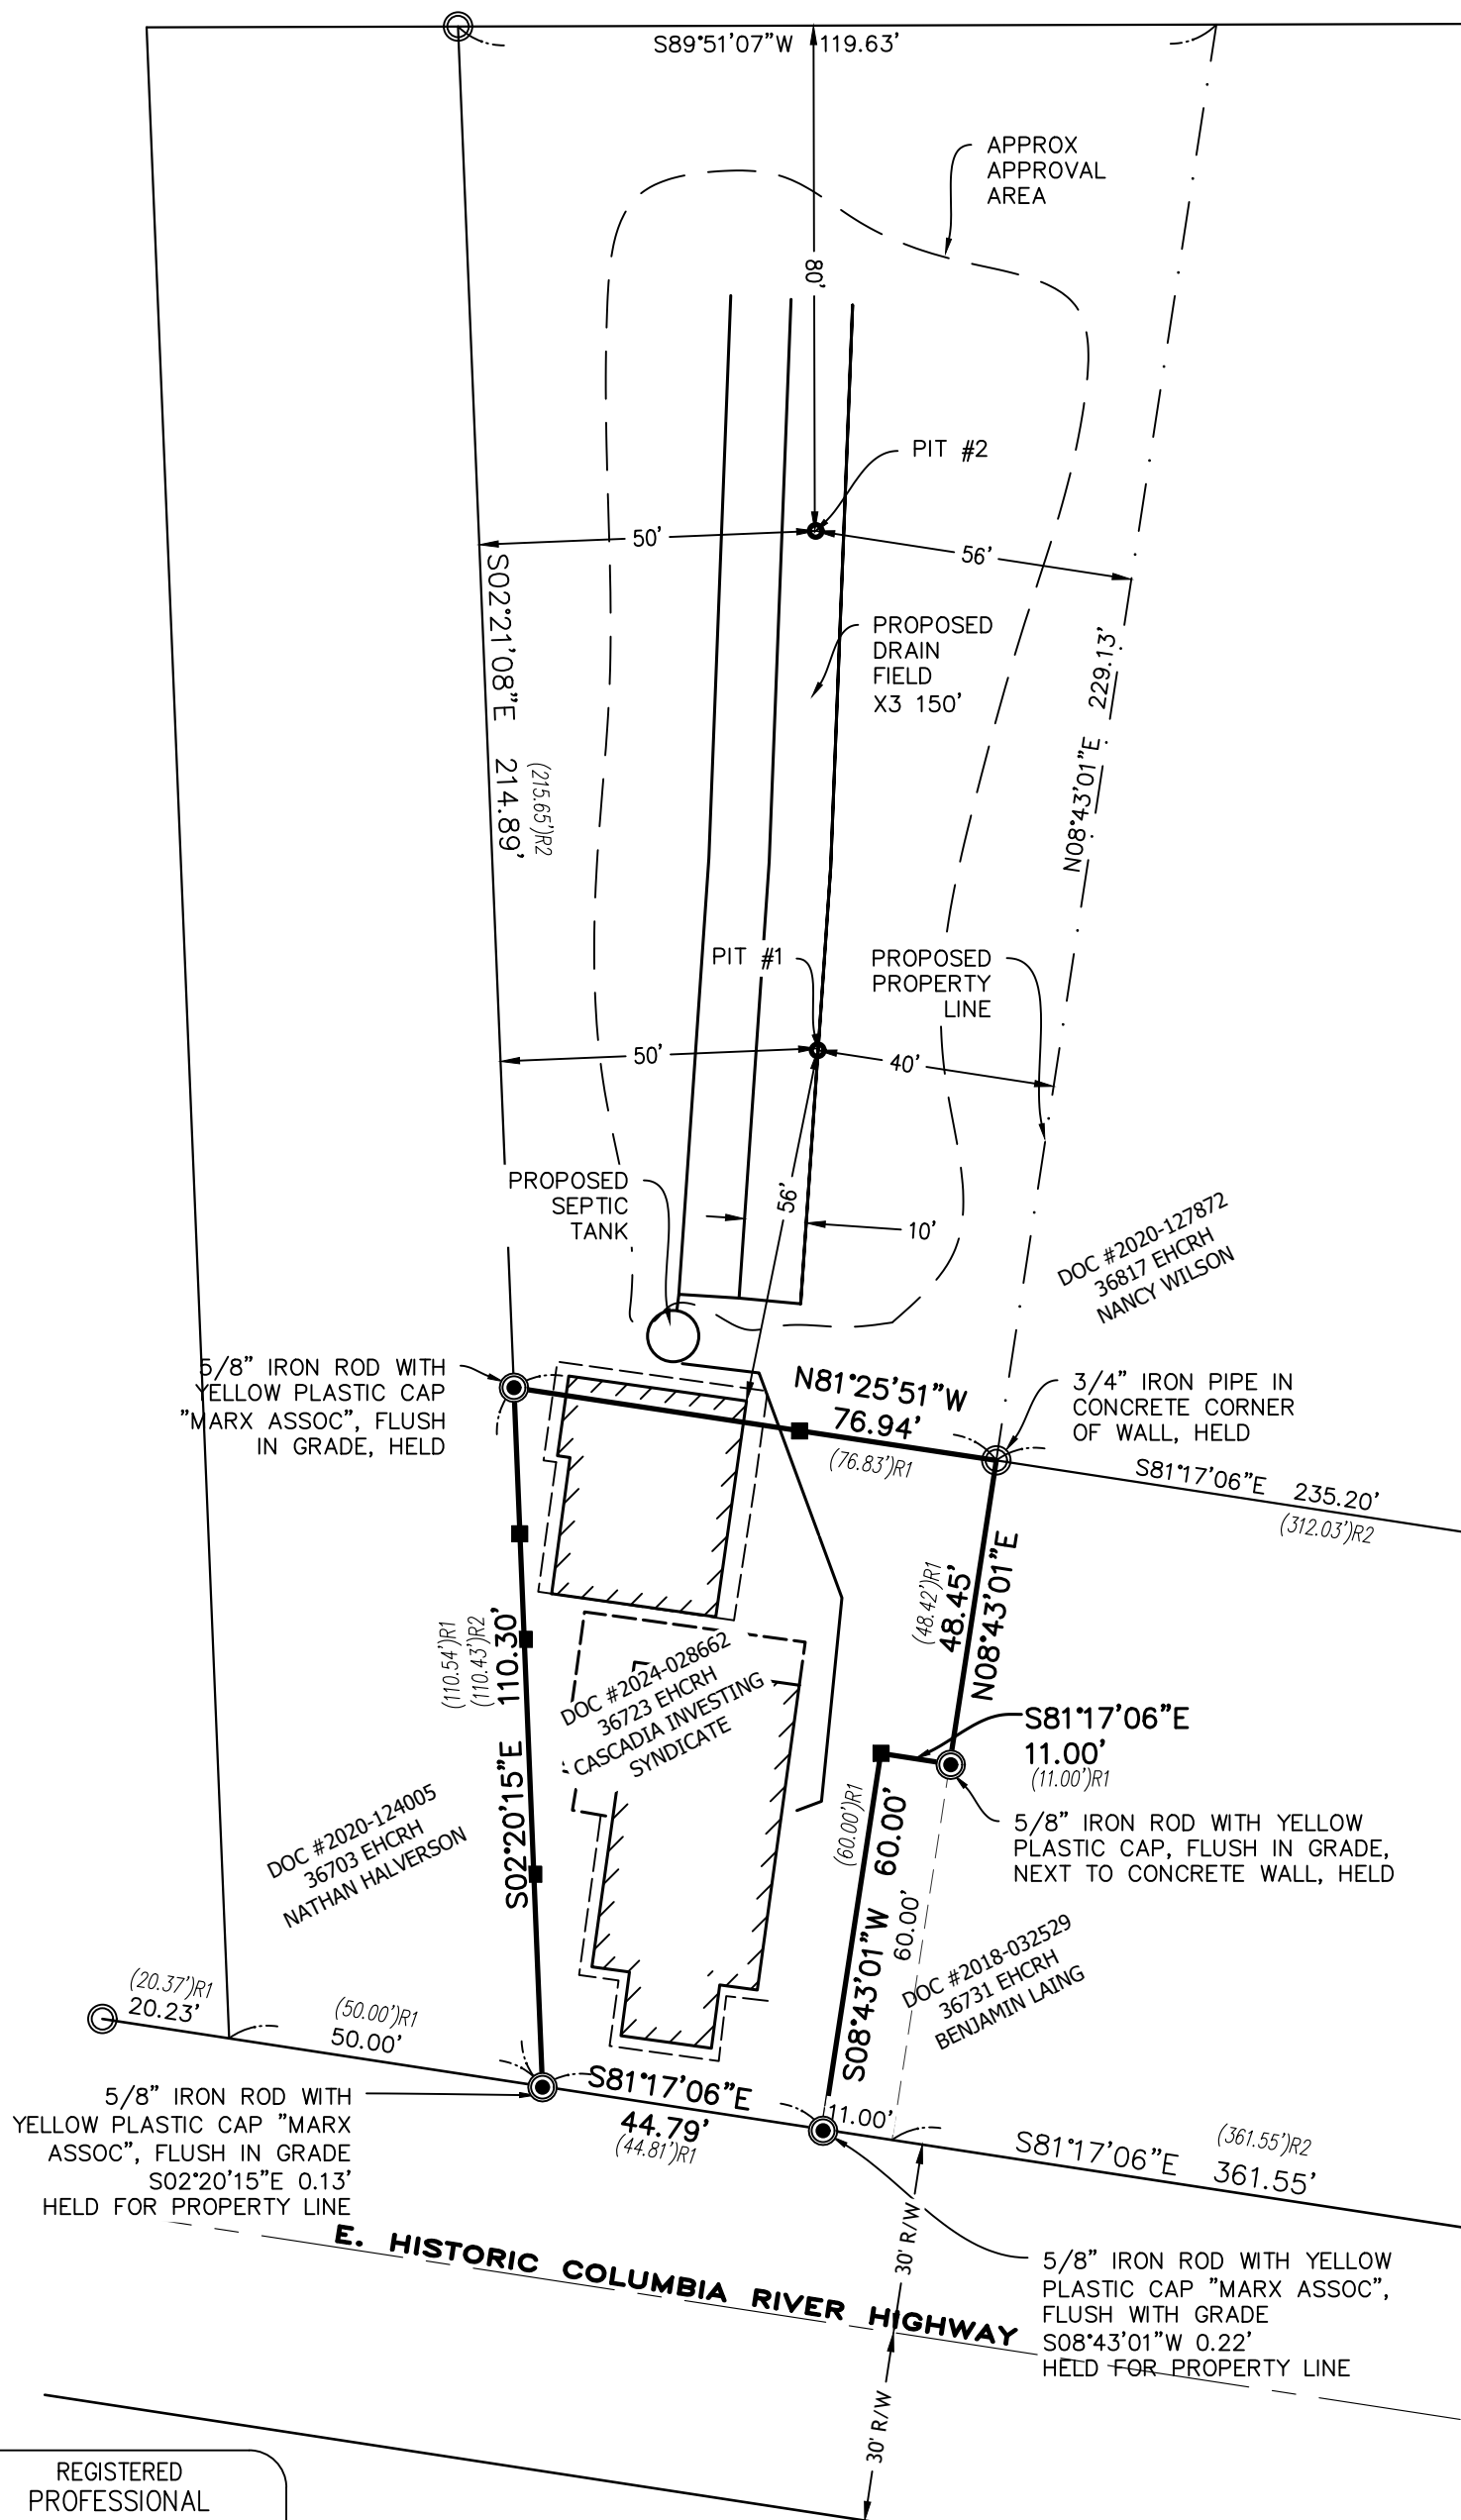 S89°51'07"W 119.63'
APPROX
APPROVAL
AREA
80'
PIT #2
50'
56'
S02°21'08"E 214.89'
(215.65')R2
PROPOSED
DRAIN
FIELD
X3 150'
N08°43'01"E 229.13'
PIT #1
PROPOSED
PROPERTY
LINE
50'
40'
PROPOSED
SEPTIC
TANK
56'
10'
DOC #2020-127872
36817 EHCRH
NANCY WILSON
5/8" IRON ROD WITH
YELLOW PLASTIC CAP
"MARX ASSOC", FLUSH
IN GRADE, HELD
N81°25'51"W
76.94'
(76.83')R1
3/4" IRON PIPE IN
CONCRETE CORNER
OF WALL, HELD
S81°17'06"E 235.20'
(312.03')R2
(48.42')R1
48.45'
N08°43'01"E
(110.54')R1
(110.43')R2
S02°20'15"E 110.30'
DOC #2024-028662
36723 EHCRH
CASCADIA INVESTING
SYNDICATE
S81°17'06"E
11.00'
(11.00')R1
5/8" IRON ROD WITH YELLOW
PLASTIC CAP, FLUSH IN GRADE,
NEXT TO CONCRETE WALL, HELD
DOC #2020-124005
36703 EHCRH
NATHAN HALVERSON
(60.00')R1
S08°43'01"W 60.00'
60.00'
DOC #2018-032529
36731 EHCRH
BENJAMIN LAING
(20.37')R1
20.23'
(50.00')R1
50.00'
S81°17'06"E
44.79'
(44.81')R1
11.00'
S81°17'06"E 361.55'
(361.55')R2
5/8" IRON ROD WITH
YELLOW PLASTIC CAP "MARX
ASSOC", FLUSH IN GRADE
S02°20'15"E 0.13'
HELD FOR PROPERTY LINE
30' R/W
E. HISTORIC COLUMBIA RIVER HIGHWAY
5/8" IRON ROD WITH YELLOW
PLASTIC CAP "MARX ASSOC",
FLUSH WITH GRADE
S08°43'01"W 0.22'
HELD FOR PROPERTY LINE
30' R/W
REGISTERED
PROFESSIONAL